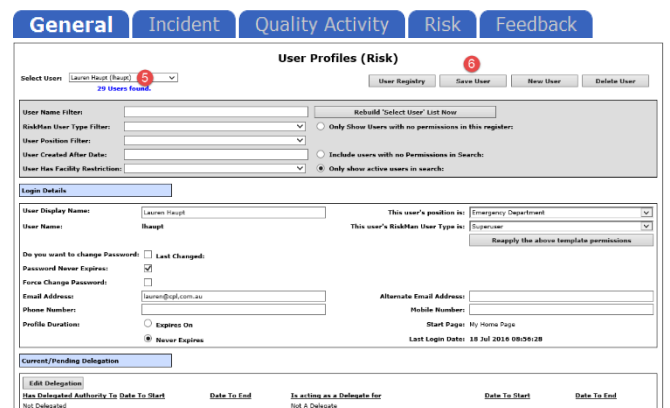 General Incident Quality Activity Risk Feedback
User Profiles (Risk)
6
Select User: Lauren Haupt (lhaupt) 5
29 Users found.
User Registry Save User New User Delete User
User Name Filter: Rebuild 'Select User' List Now
RiskMan User Type Filter: Only Show Users with no permissions in this register:
User Position Filter:
User Created After Date: Include users with no Permissions in Search:
User Has Facility Restriction: Only show active users in search:
Login Details
User Display Name: Lauren Haupt This user's position is: Emergency Department
User Name: lhaupt This user's RiskMan User Type is: Superuser
Reapply the above template permissions
Do you want to change Password: Last Changed:
Password Never Expires:
Force Change Password:
Email Address: lauren@cpl.com.au Alternate Email Address:
Phone Number: Mobile Number:
Profile Duration: Expires On Start Page: My Home Page
Never Expires Last Login Date: 18 Jul 2016 08:56:28
Current/Pending Delegation
Edit Delegation
Has Delegated Authority To Date To Start Date To End Is acting as a Delegate for Date To Start Date To End
Not Delegated Not A Delegate